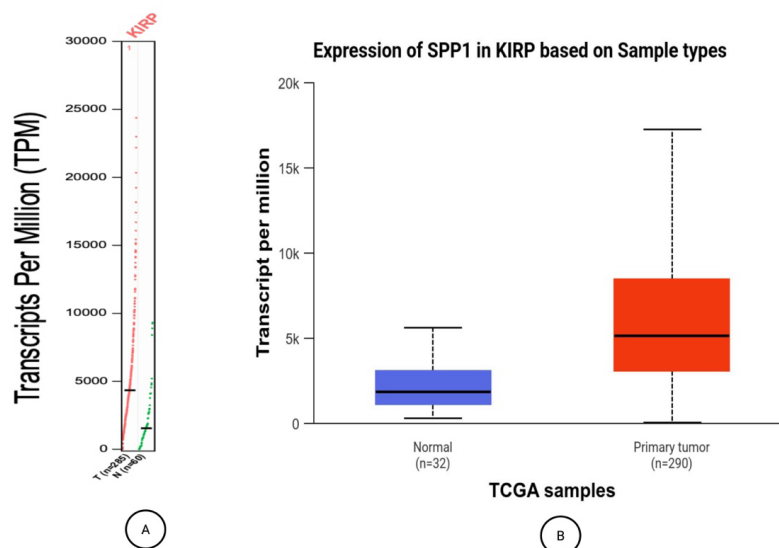 KIRP
Transcripts Per Million (TPM)
30000
25000
20000
15000
10000
5000
0
T (n=285)
N (n=60)
A
Expression of SPP1 in KIRP based on Sample types
Transcript per million
20k
15k
10k
5k
0
Normal
(n=32)
Primary tumor
(n=290)
TCGA samples
B